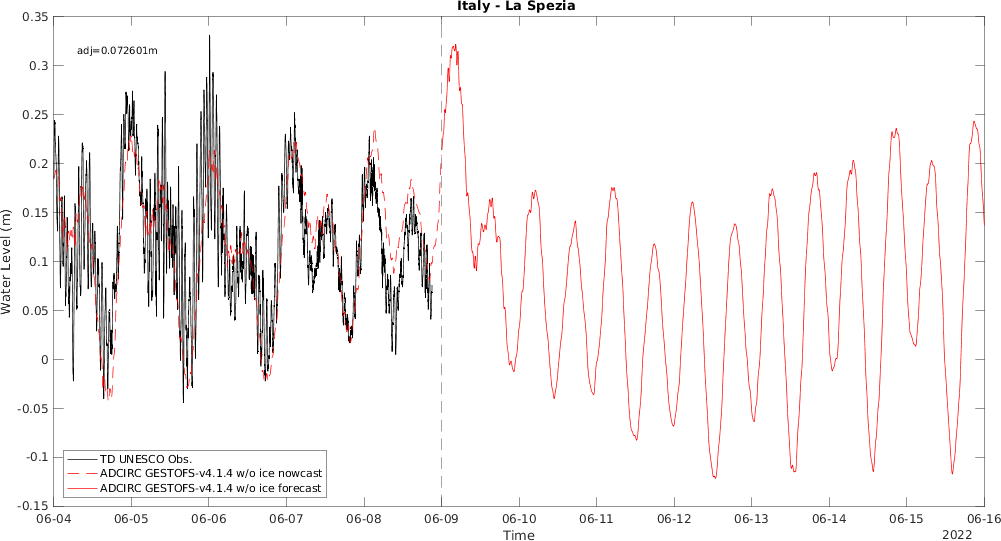 Italy - La Spezia
adj=0.072601m
0.35
0.3
0.25
0.2
0.15
0.1
0.05
0
-0.05
-0.1
-0.15
Water Level (m)
TD UNESCO Obs.
ADCIRC GESTOFS-v4.1.4 w/o ice nowcast
ADCIRC GESTOFS-v4.1.4 w/o ice forecast
06-04 06-05 06-06 06-07 06-08 06-09 06-10 06-11 06-12 06-13 06-14 06-15 06-16
Time
2022